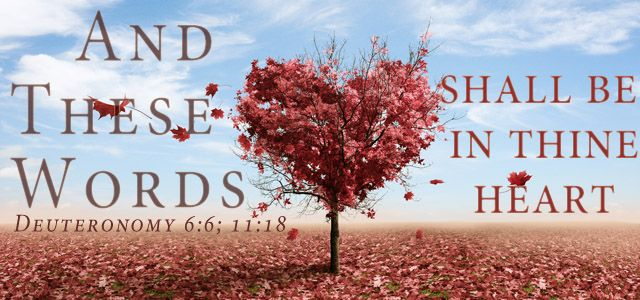 And
These
Words
Deuteronomy 6:6; 11:18
shall be
in thine
heart